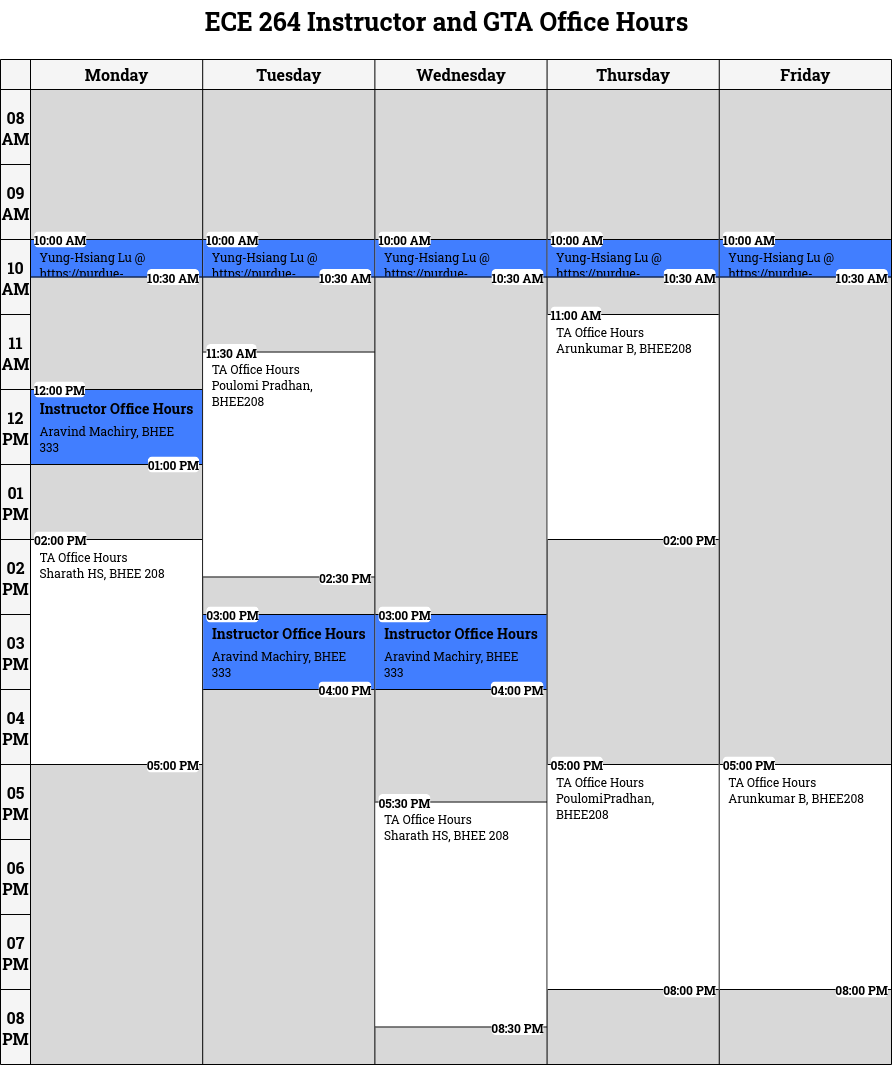 ECE 264 Instructor and GTA Office Hours
Monday
Tuesday
Wednesday
Thursday
Friday
08
AM
09
AM
10
AM
11
AM
12
PM
01
PM
02
PM
03
PM
04
PM
05
PM
06
PM
07
PM
08
PM
10:00 AM
Yung-Hsiang Lu @
https://purdue-
10:30 AM
12:00 PM
Instructor Office Hours
Aravind Machiry, BHEE
333
01:00 PM
02:00 PM
TA Office Hours
Sharath HS, BHEE 208
05:00 PM
10:00 AM
Yung-Hsiang Lu @
https://purdue-
10:30 AM
11:30 AM
TA Office Hours
Poulomi Pradhan,
BHEE208
02:30 PM
03:00 PM
Instructor Office Hours
Aravind Machiry, BHEE
333
04:00 PM
10:00 AM
Yung-Hsiang Lu @
https://purdue-
10:30 AM
03:00 PM
Instructor Office Hours
Aravind Machiry, BHEE
333
04:00 PM
05:30 PM
TA Office Hours
Sharath HS, BHEE 208
08:30 PM
10:00 AM
Yung-Hsiang Lu @
https://purdue-
10:30 AM
11:00 AM
TA Office Hours
Arunkumar B, BHEE208
02:00 PM
05:00 PM
TA Office Hours
PoulomiPradhan,
BHEE208
08:00 PM
10:00 AM
Yung-Hsiang Lu @
https://purdue-
10:30 AM
05:00 PM
TA Office Hours
Arunkumar B, BHEE208
08:00 PM